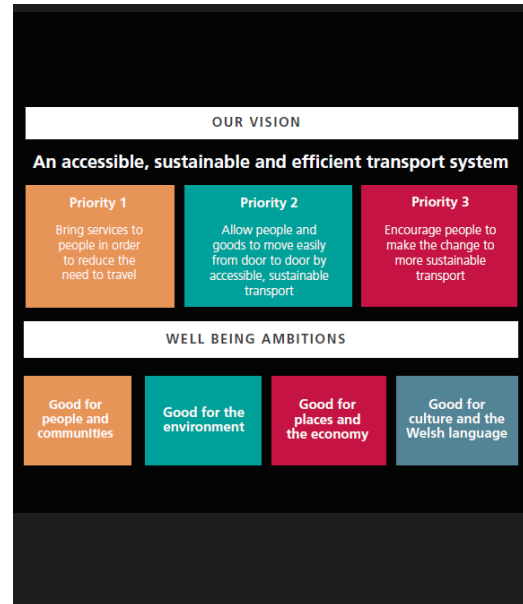 OUR VISION
An accessible, sustainable and efficient transport system
Priority 1
Bring services to
people in order
to reduce the
need to travel
Priority 2
Allow people and
goods to move easily
from door to door by
accessible, sustainable
transport
Priority 3
Encourage people to
make the change to
more sustainable
transport
WELL BEING AMBITIONS
Good for
people and
communities
Good for the
environment
Good for
places and
the economy
Good for
culture and the
Welsh language